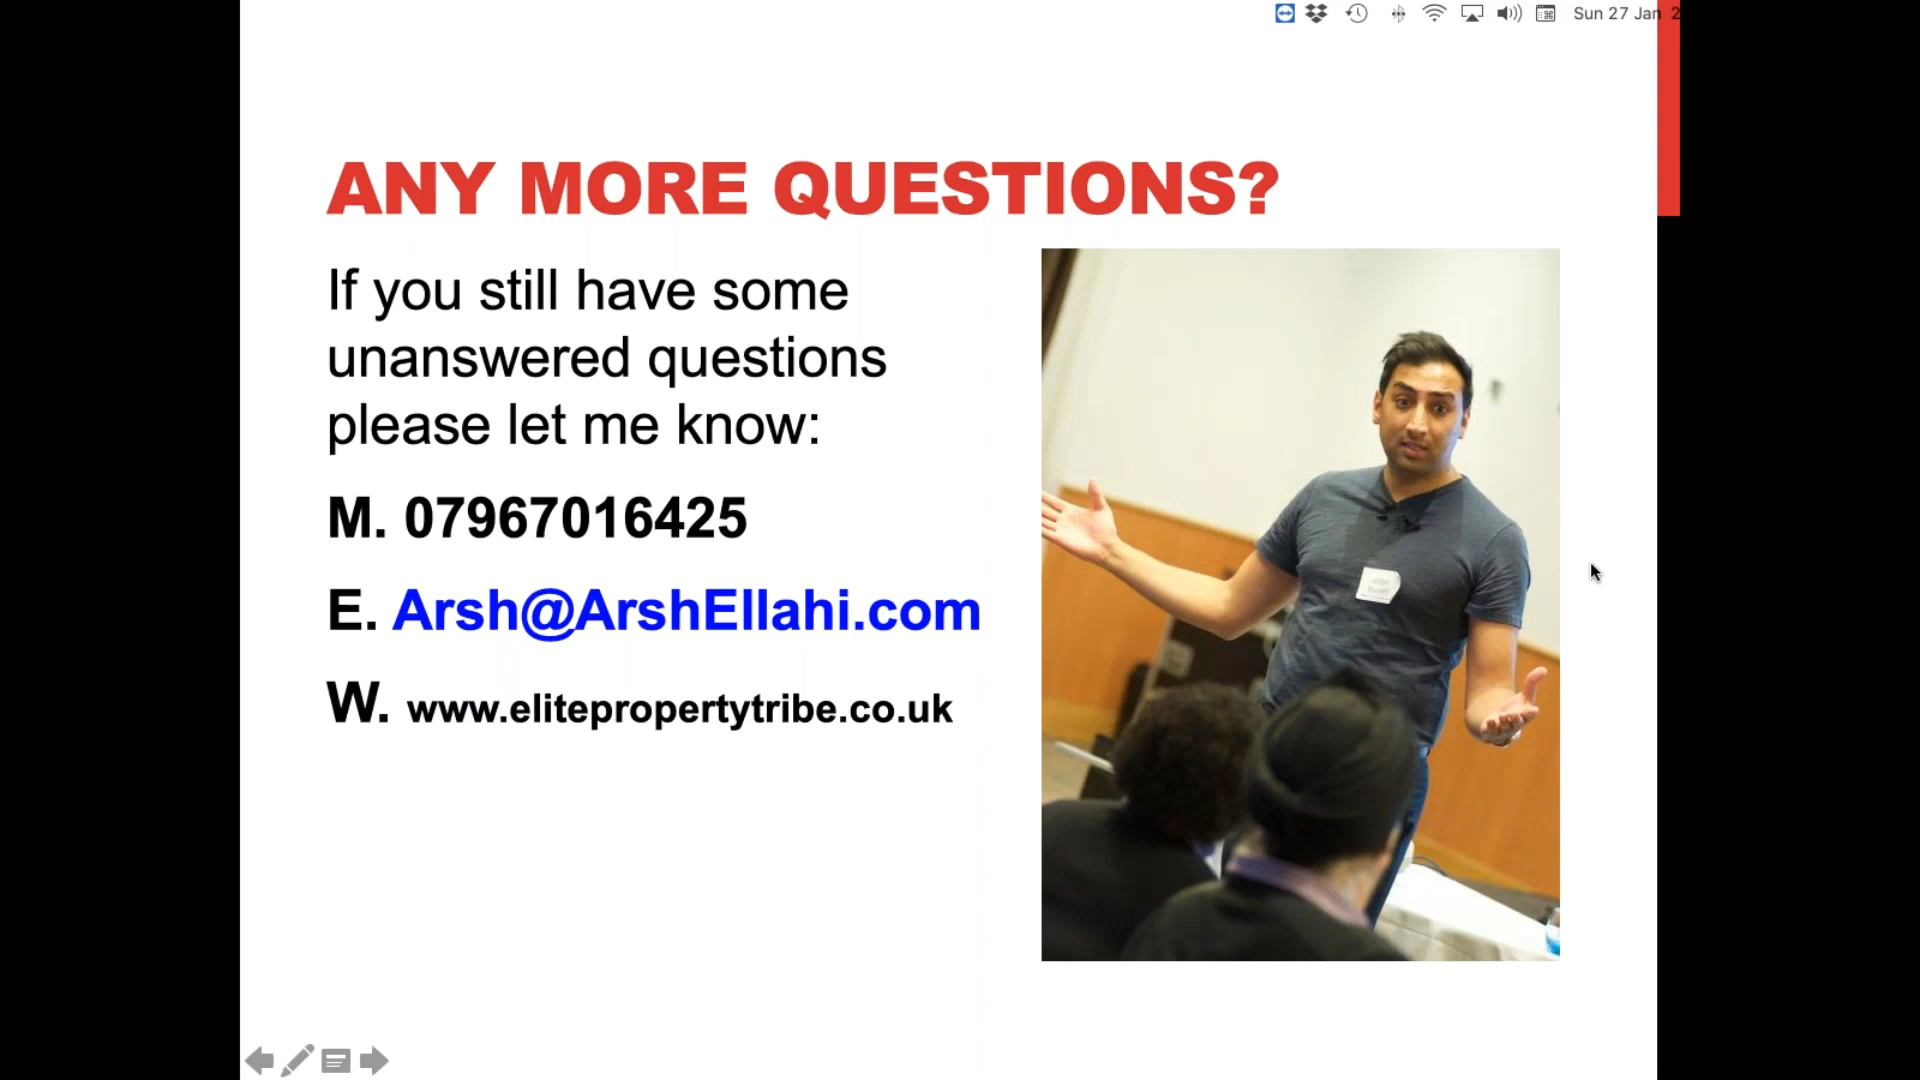 Sun 27 Jan 2
ANY MORE QUESTIONS?
If you still have some
unanswered questions
please let me know:
M. 07967016425
E. Arsh@ArshEllahi.com
W. www.elitepropertytribe.co.uk